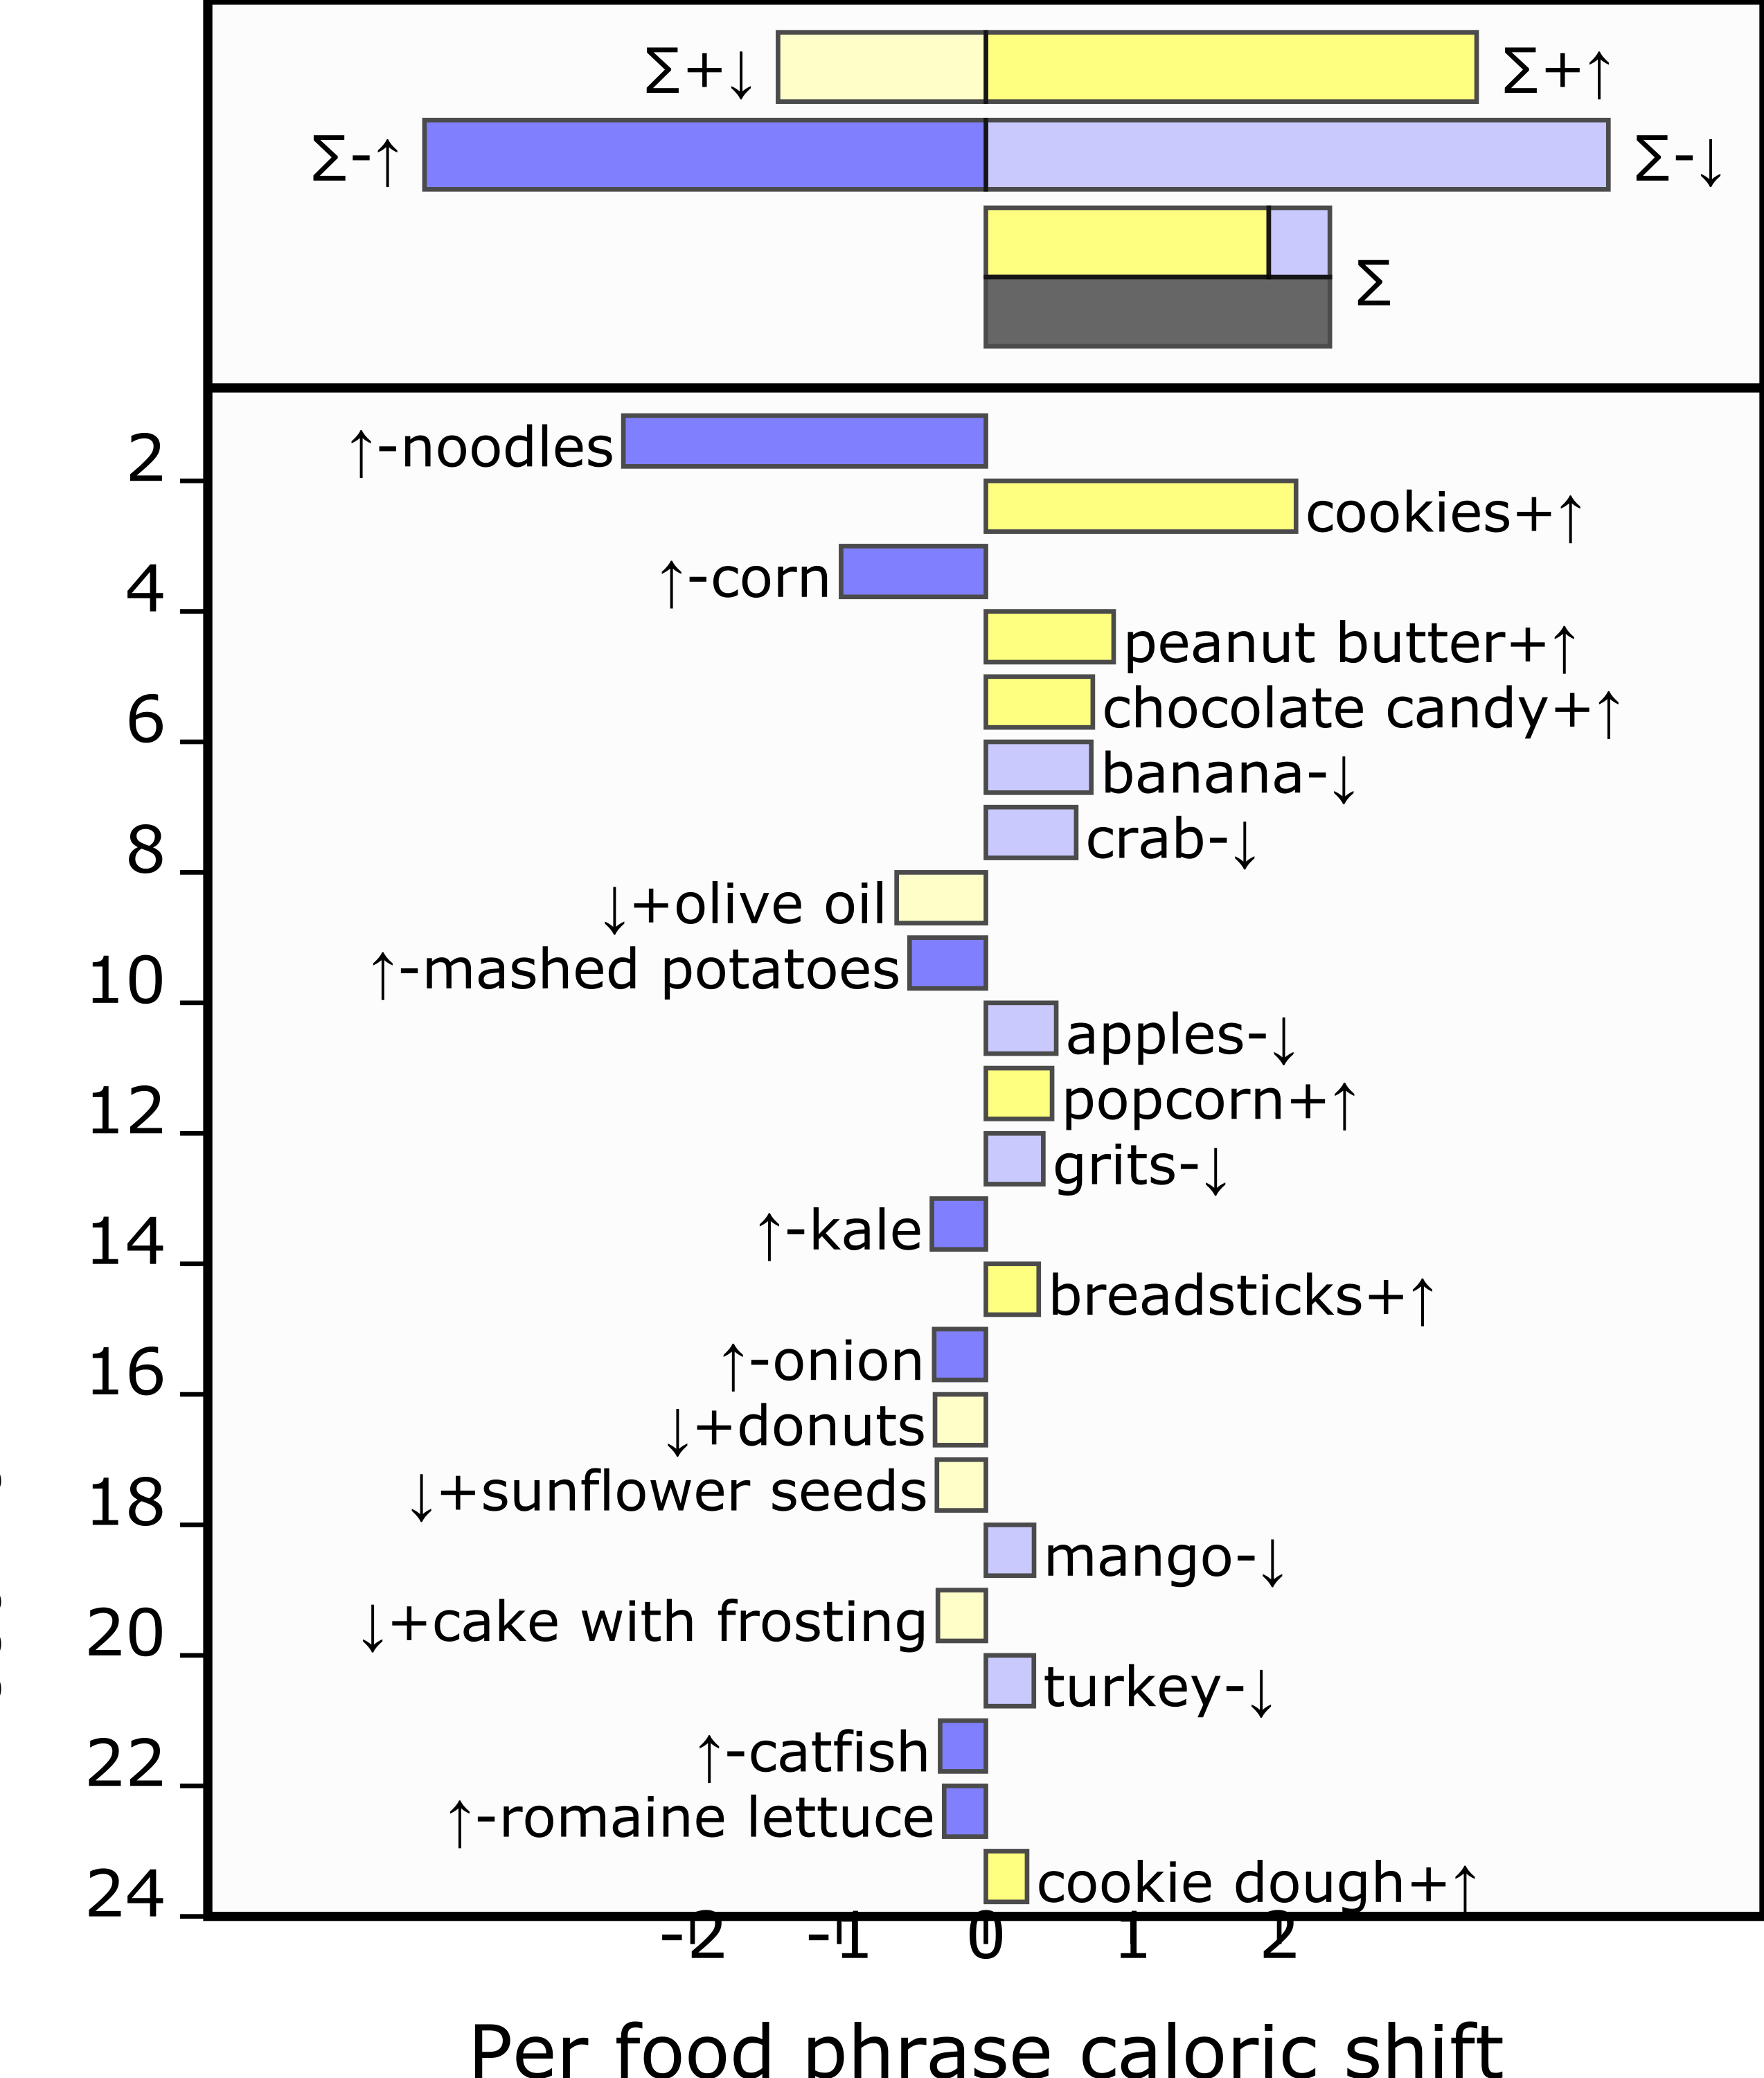 ∑+↓ ∑+↑
∑-↑ ∑-↓
∑
↑-noodles
2
cookies+↑
↑-corn
4
peanut butter+↑
chocolate candy+↑
6
banana-↓
crab-↓
8
↓+olive oil
↑-mashed potatoes
10
apples-↓
popcorn+↑
12
grits-↓
↑-kale
14
breadsticks+↑
↑-onion
16
↓+donuts
↓+sunflower seeds
18
mango-↓
↓+cake with frosting
20
turkey-↓
↑-catfish
22
↑-romaine lettuce
cookie dough+↑
24
-2 -1 0 1 2
Per food phrase caloric shift